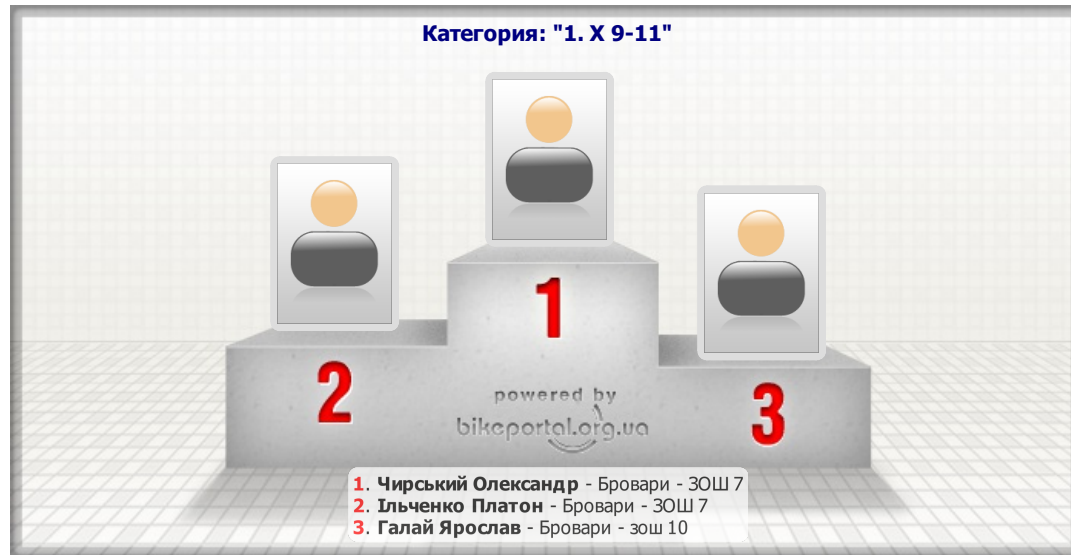 Категория: "1. Х 9-11"
1
2
3
powered by
bikeportal.org.ua
1. Чирський Олександр - Бровари - ЗОШ 7
2. Ільченко Платон - Бровари - ЗОШ 7
3. Галай Ярослав - Бровари - зош 10